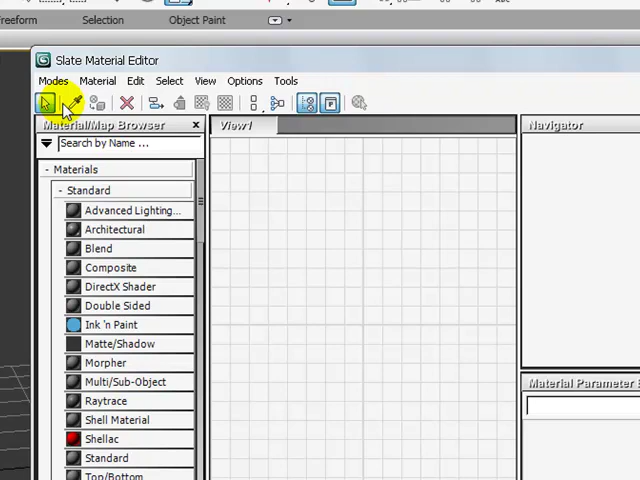 reeform Selection Object Paint
Slate Material Editor
Modes Material Edit Select View Options Tools
Material/Map Browser x
View1
Navigator
Search by Name ...
- Materials
- Standard
Advanced Lighting...
Architectural
Blend
Composite
DirectX Shader
Double Sided
Ink 'n Paint
Matte/Shadow
Morpher
Multi/Sub-Object
Material Parameter E
Raytrace
Shell Material
Shellac
Standard
Top/Bottom